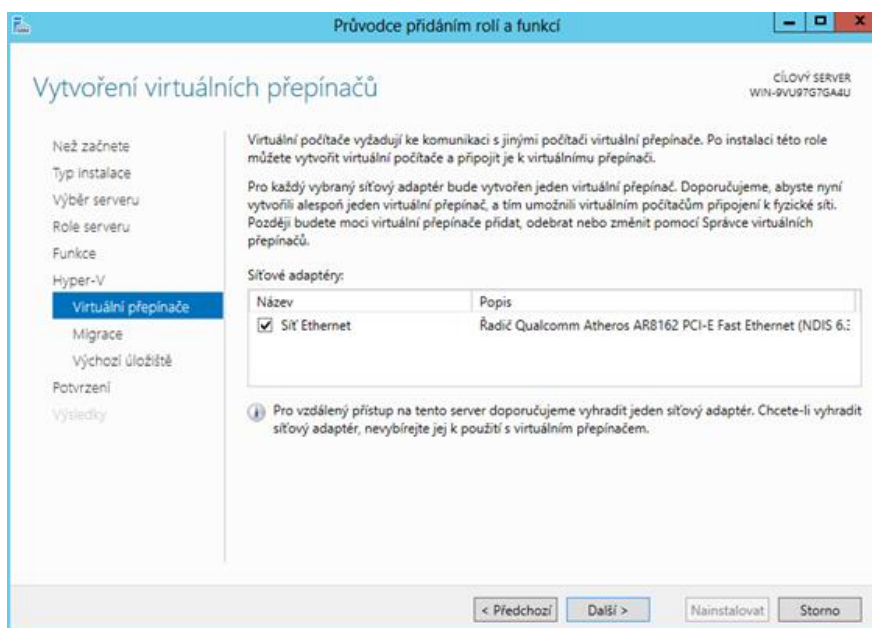 Průvodce přidáním rolí a funkcí
Vytvoření virtuálních přepínačů
CÍLOVÝ SERVER
WIN-9VU97G7GA4U
Než začnete
Typ instalace
Výběr serveru
Role serveru
Funkce
Hyper-V
Virtuální přepínače
Migrace
Výchozí úložiště
Potvrzení
Výsledky
Virtuální počítače vyžadují ke komunikaci s jinými počítači virtuální přepínače. Po instalaci této role
můžete vytvořit virtuální počítače a připojit je k virtuálnímu přepínači.
Pro každý vybraný síťový adaptér bude vytvořen jeden virtuální přepínač. Doporučujeme, abyste nyní
vytvořili alespoň jeden virtuální přepínač, a tím umožnili virtuálním počítačům připojení k fyzické síti.
Později budete moci virtuální přepínače přidat, odebrat nebo změnit pomocí Správce virtuálních
přepínačů.
Síťové adaptéry:
Název Popis
Síť Ethernet Řadič Qualcomm Atheros AR8162 PCI-E Fast Ethernet (NDIS 6.3
Pro vzdálený přístup na tento server doporučujeme vyhradit jeden síťový adaptér. Chcete-li vyhradit
síťový adaptér, nevybírejte jej k použití s virtuálním přepínačem.
< Předchozí Další > Nainstalovat Storno